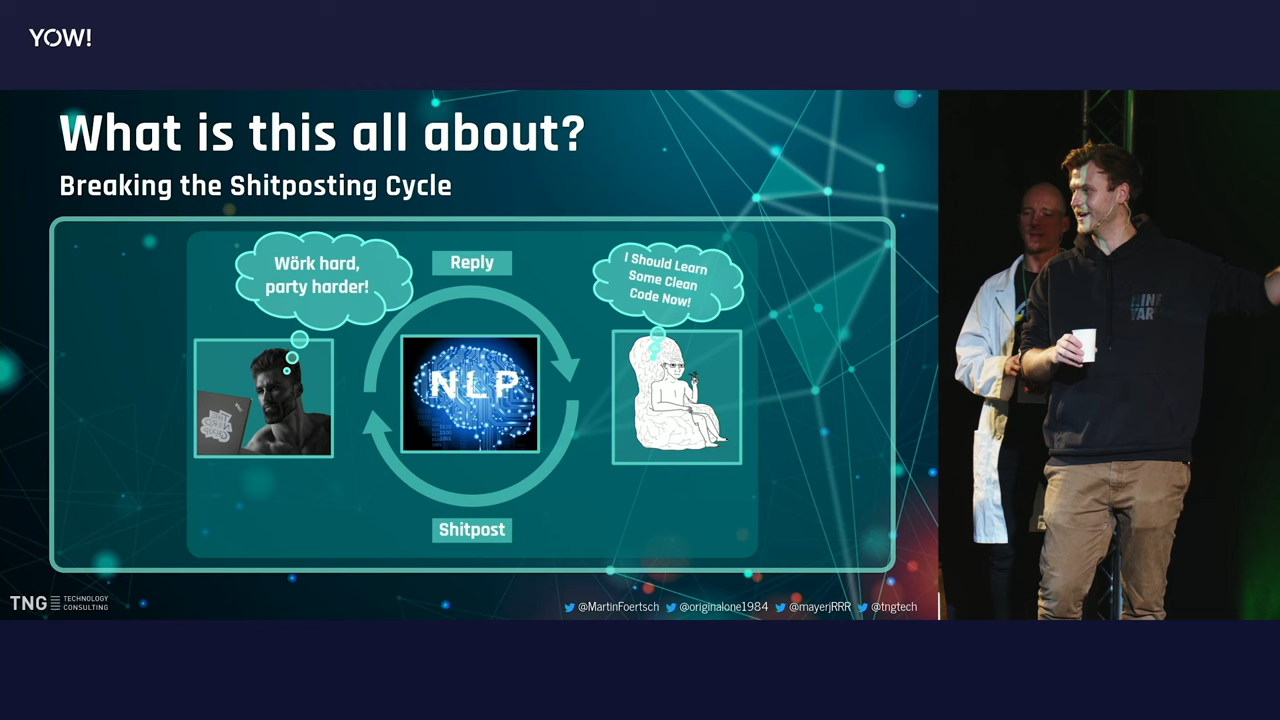 YOW!
What is this all about?
Breaking the Shitposting Cycle
Wörk hard,
party harder!
Reply
I Should Learn
Some Clean
Code Now!
NLP
Shitpost
TNG TECHNOLOGY
CONSULTING
@MartinFoertsch @originalone1984 @mayerjRRR @tngtech